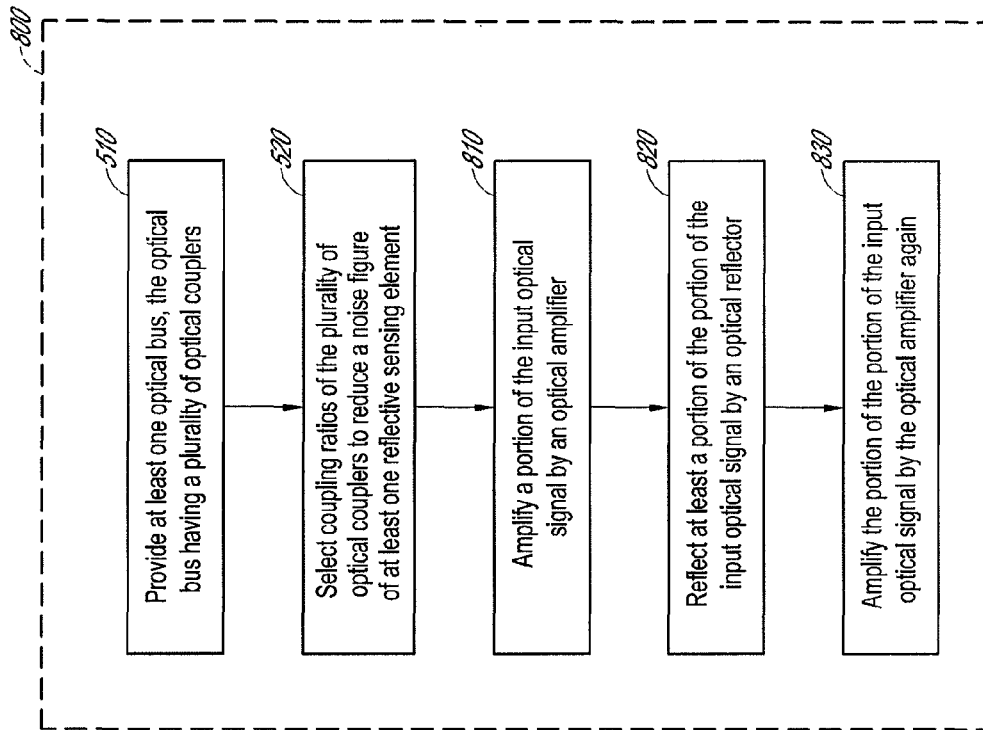 800
510
Provide at least one optical bus, the optical
bus having a plurality of optical couplers
520
Select coupling ratios of the plurality of
optical couplers to reduce a noise figure
of at least one reflective sensing element
810
Amplify a portion of the input optical
signal by an optical amplifier
820
Reflect at least a portion of the portion of the
input optical signal by an optical reflector
830
Amplify the portion of the portion of the input
optical signal by the optical amplifier again